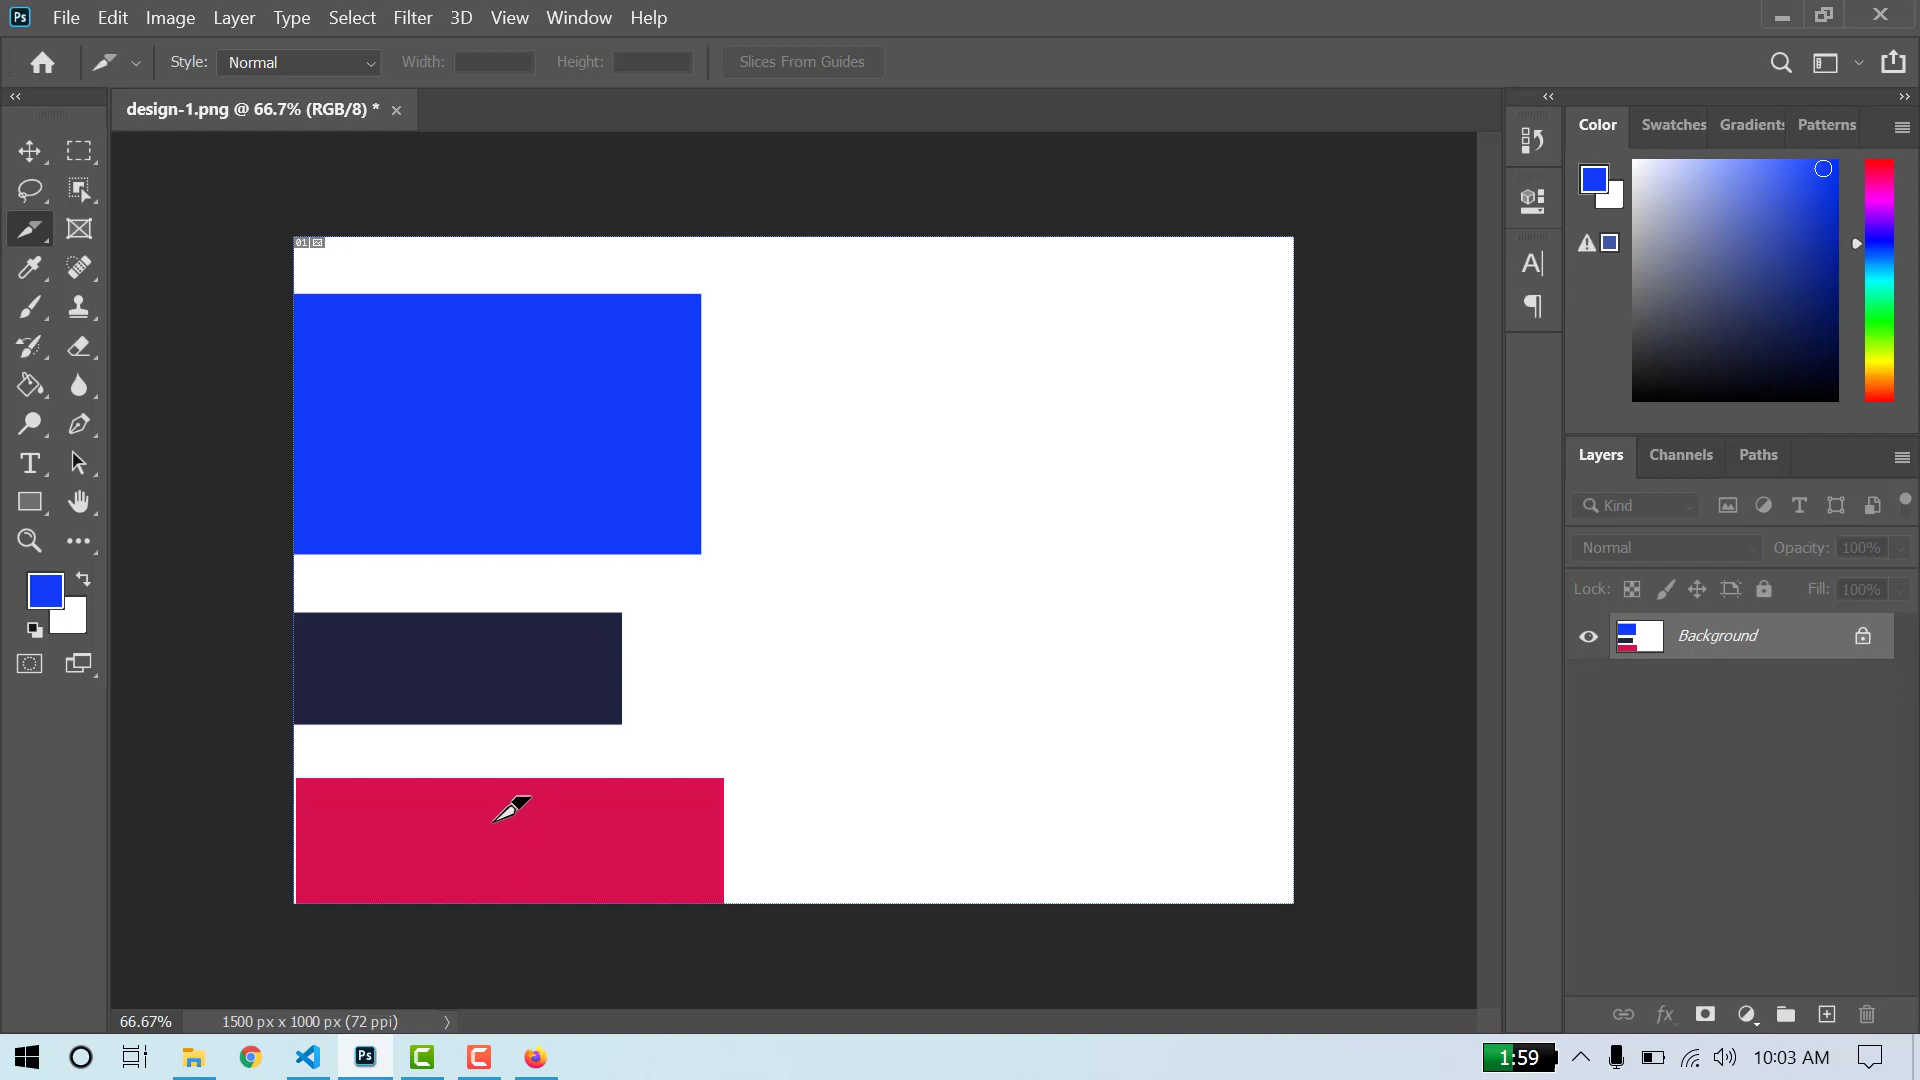 Ps File Edit Image Layer Type Select Filter 3D View Window Help
Style: Normal Width: Height: Slices From Guides
design-1.png @ 66.7% (RGB/8) *
Color Swatches Gradients Patterns
01
Layers Channels Paths
Kind
Normal Opacity: 100%
Lock: Fill: 100%
Background
66.67% 1500 px x 1000 px (72 ppi)
Ps 1:59 10:03 AM